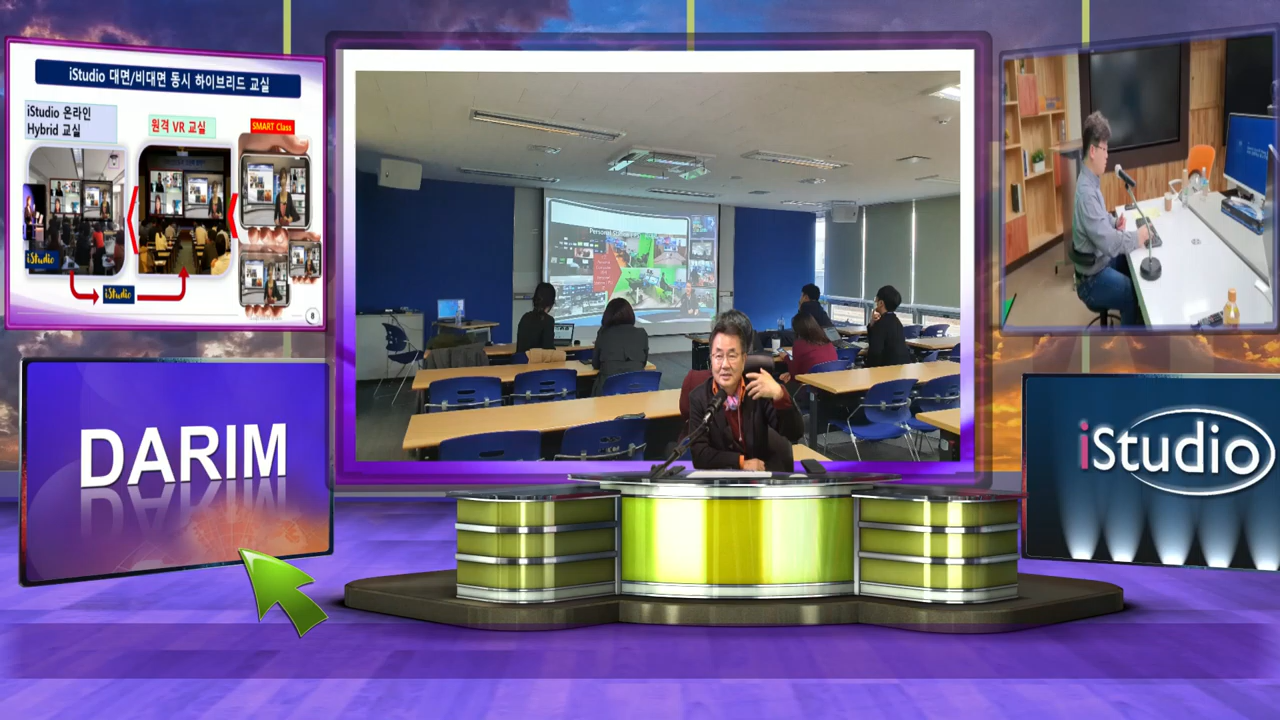 iStudio 대면/비대면 동시 하이브리드 교실
iStudio 온라인
Hybrid 교실
원격 VR 교실
SMART Class
iStudio
iStudio
8
Personal
DARIM
iStudio